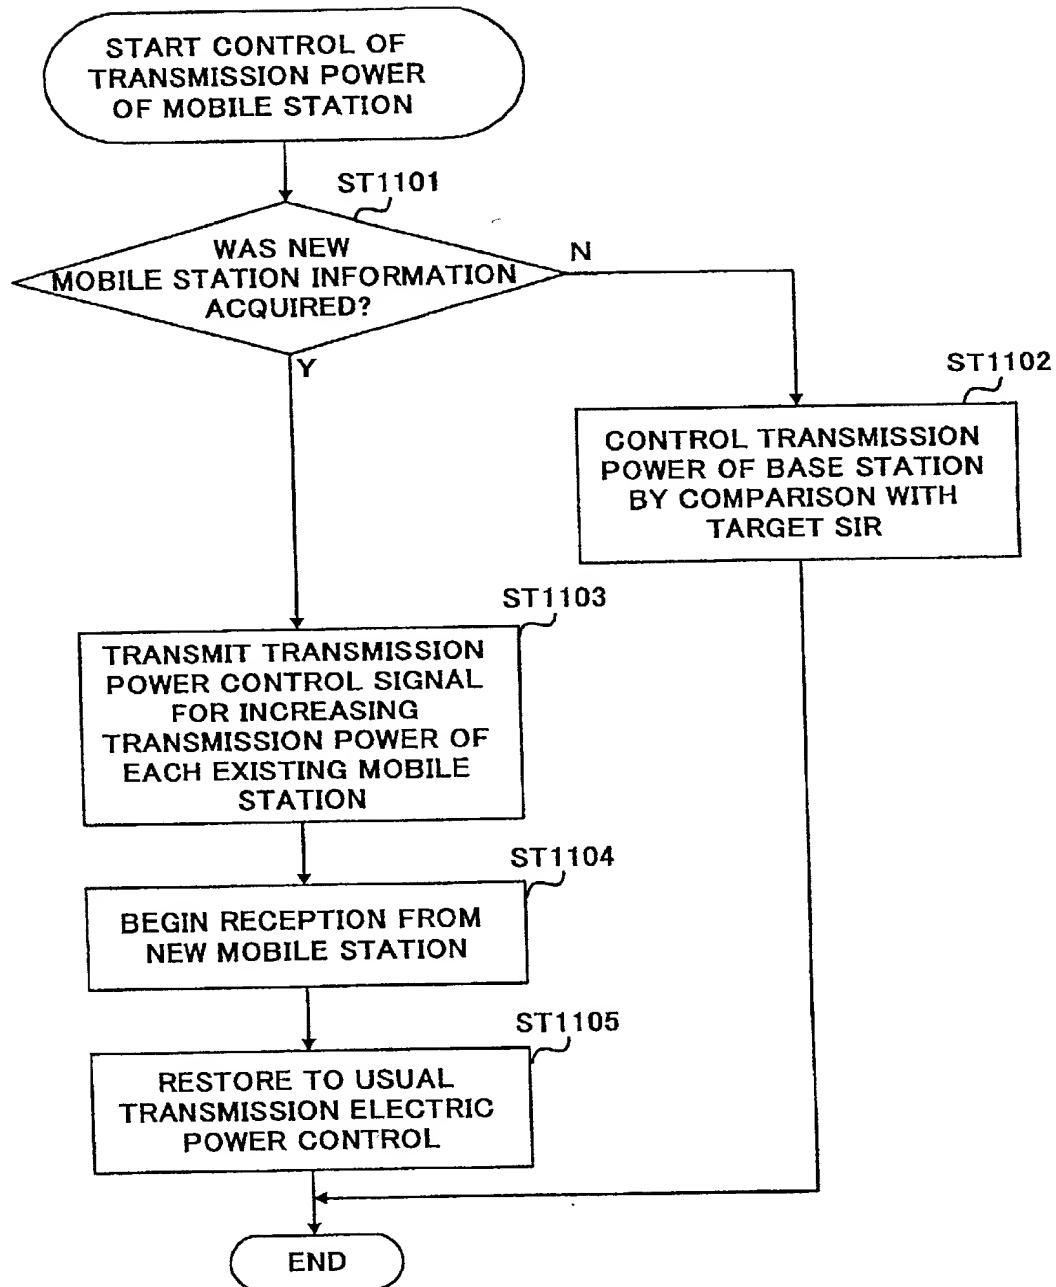 START CONTROL OF
TRANSMISSION POWER
OF MOBILE STATION
ST1101
WAS NEW
MOBILE STATION INFORMATION
ACQUIRED?
N
Y
ST1102
CONTROL TRANSMISSION
POWER OF BASE STATION
BY COMPARISON WITH
TARGET SIR
ST1103
TRANSMIT TRANSMISSION
POWER CONTROL SIGNAL
FOR INCREASING
TRANSMISSION POWER OF
EACH EXISTING MOBILE
STATION
ST1104
BEGIN RECEPTION FROM
NEW MOBILE STATION
ST1105
RESTORE TO USUAL
TRANSMISSION ELECTRIC
POWER CONTROL
END